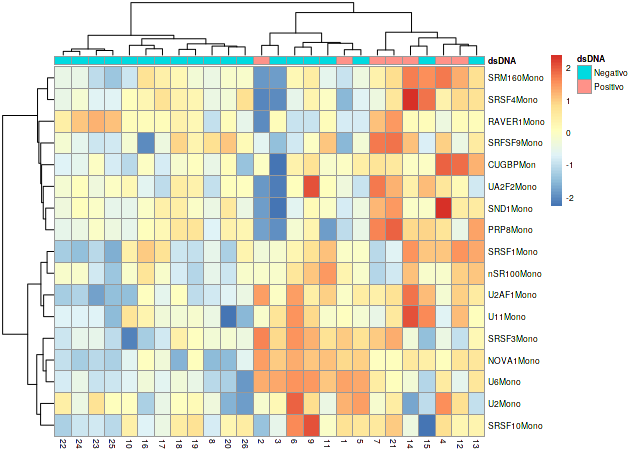 dsDNA
SRM160Mono
SRSF4Mono
RAVER1Mono
SRFSF9Mono
CUGBPMon
UA2F2Mono
SND1Mono
PRP8Mono
SRSF1Mono
nSR100Mono
U2AF1Mono
U11Mono
SRSF3Mono
NOVA1Mono
U6Mono
U2Mono
SRSF10Mono
22 24 23 25 10 16 17 18 19 8 20 26 2 3 6 9 11 1 5 7 21 14 15 4 12 13
2
1
0
-1
-2
dsDNA
Negativo
Positivo